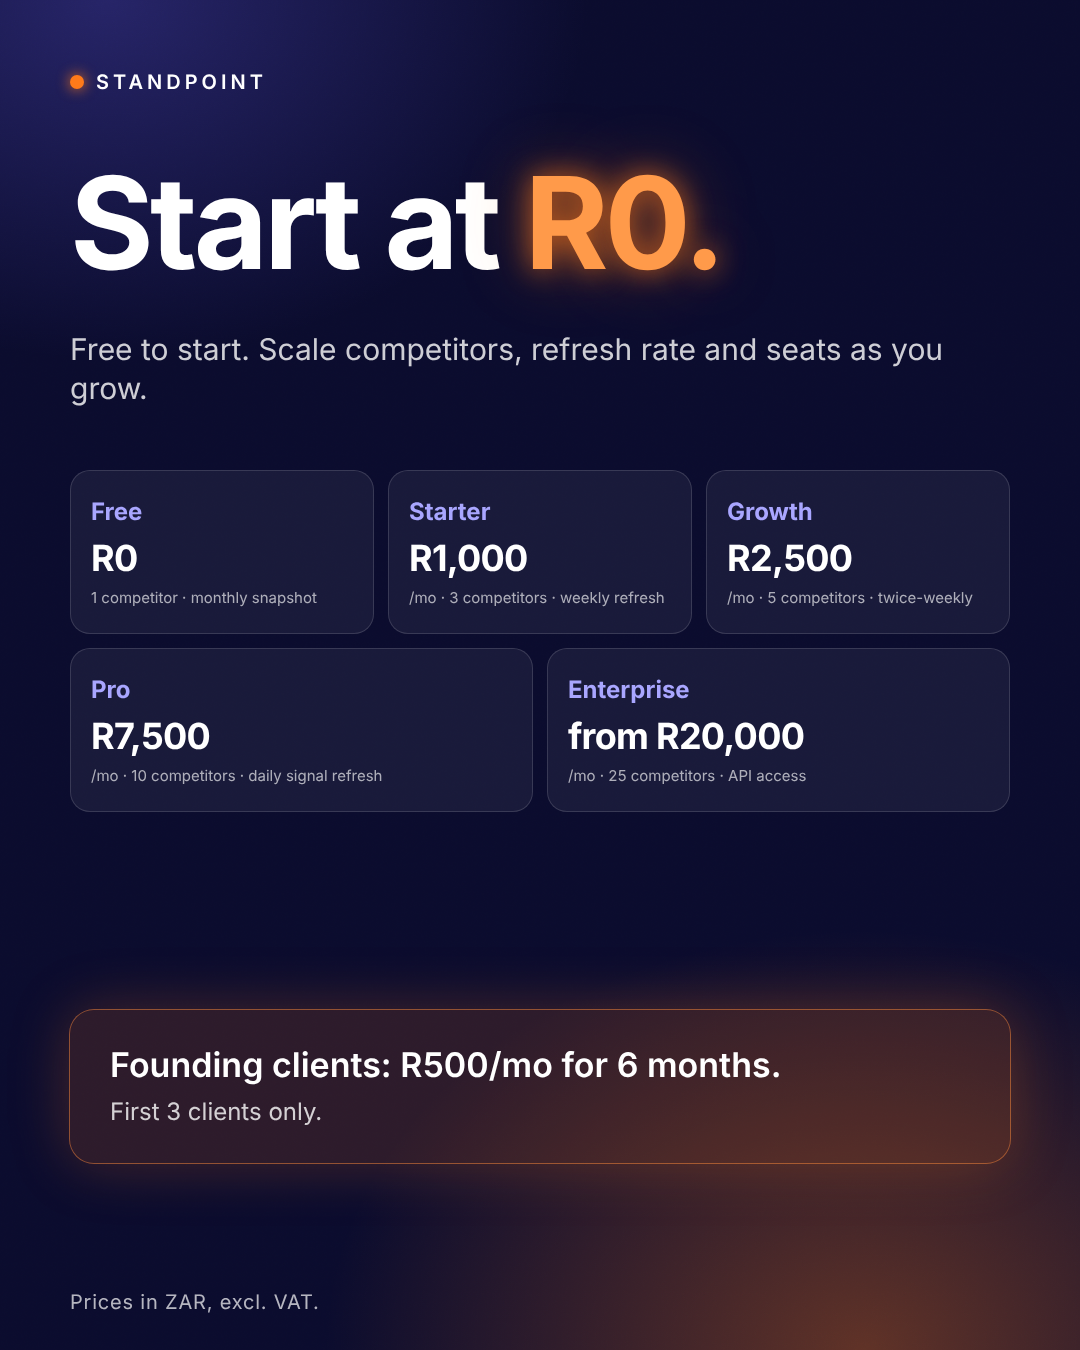 STANDPOINT
Start at R0.
Free to start. Scale competitors, refresh rate and seats as you
grow.
Free
R0
1 competitor · monthly snapshot
Starter
R1,000
/mo · 3 competitors · weekly refresh
Growth
R2,500
/mo · 5 competitors · twice-weekly
Pro
R7,500
/mo · 10 competitors · daily signal refresh
Enterprise
from R20,000
/mo · 25 competitors · API access
Founding clients: R500/mo for 6 months.
First 3 clients only.
Prices in ZAR, excl. VAT.